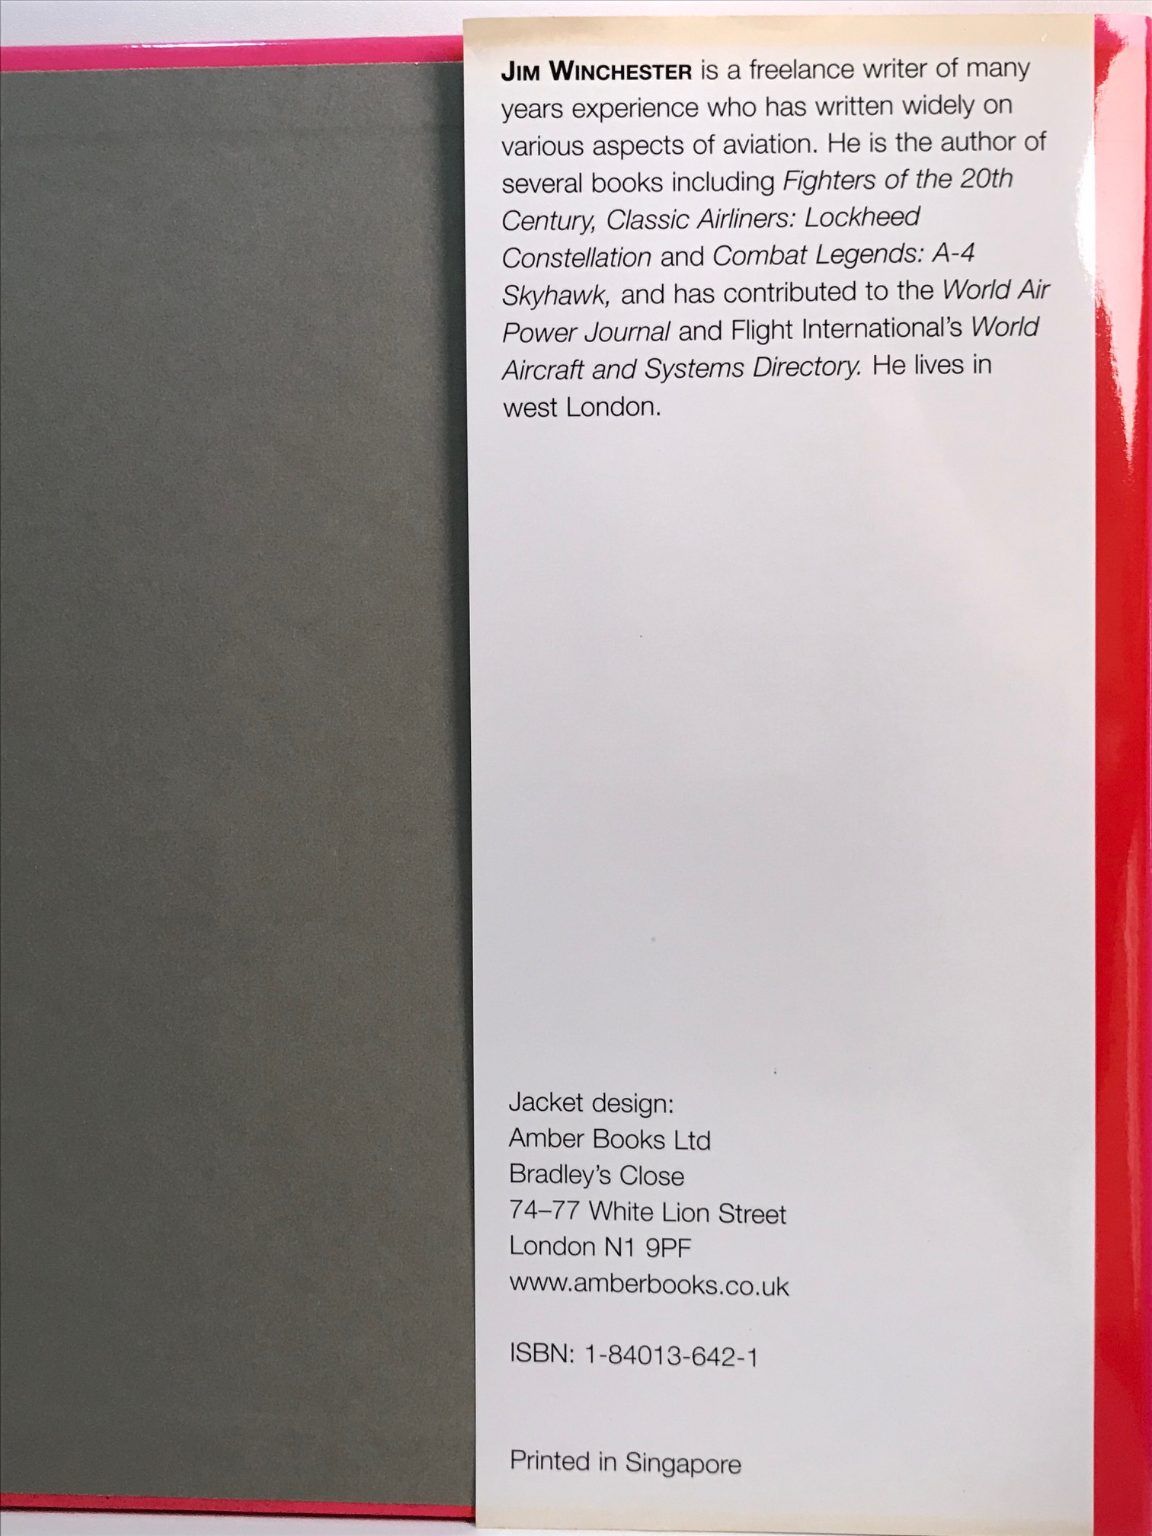 JIM WINCHESTER is a freelance writer of many
years experience who has written widely on
various aspects of aviation. He is the author of
several books including Fighters of the 20th
Century, Classic Airliners: Lockheed
Constellation and Combat Legends: A-4
Skyhawk, and has contributed to the World Air
Power Journal and Flight International's World
Aircraft and Systems Directory. He lives in
west London.
Jacket design:
Amber Books Ltd
Bradley's Close
74–77 White Lion Street
London N1 9PF
www.amberbooks.co.uk
ISBN: 1-84013-642-1
Printed in Singapore